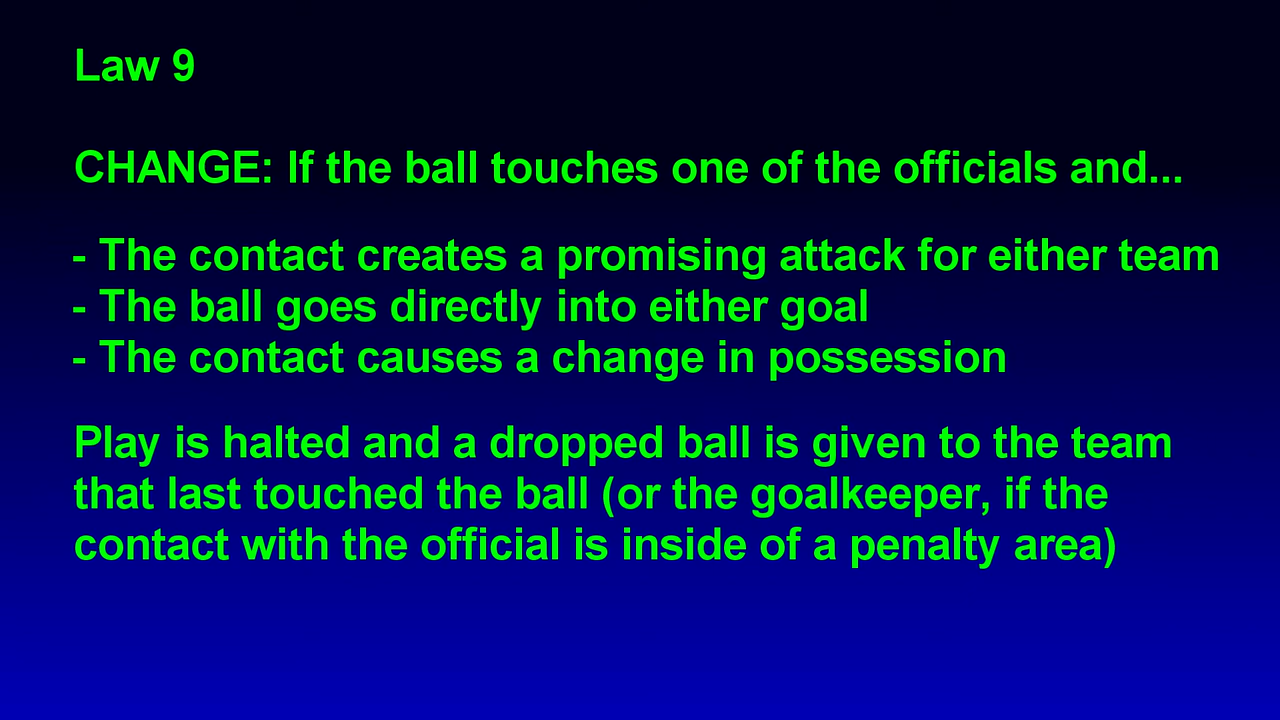 Law 9
CHANGE: If the ball touches one of the officials and...
- The contact creates a promising attack for either team
- The ball goes directly into either goal
- The contact causes a change in possession
Play is halted and a dropped ball is given to the team
that last touched the ball (or the goalkeeper, if the
contact with the official is inside of a penalty area)